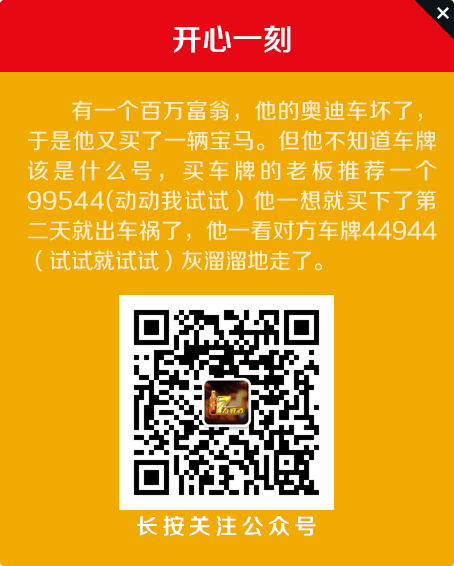 开心一刻
有一个百万富翁，他的奥迪车坏了，
于是他又买了一辆宝马。但他不知道车牌
该是什么号，买车牌的老板推荐一个
99544(动动我试试）他一想就买下了第
二天就出车祸了，他一看对方车牌44944
（试试就试试）灰溜溜地走了。
长按关注公众号